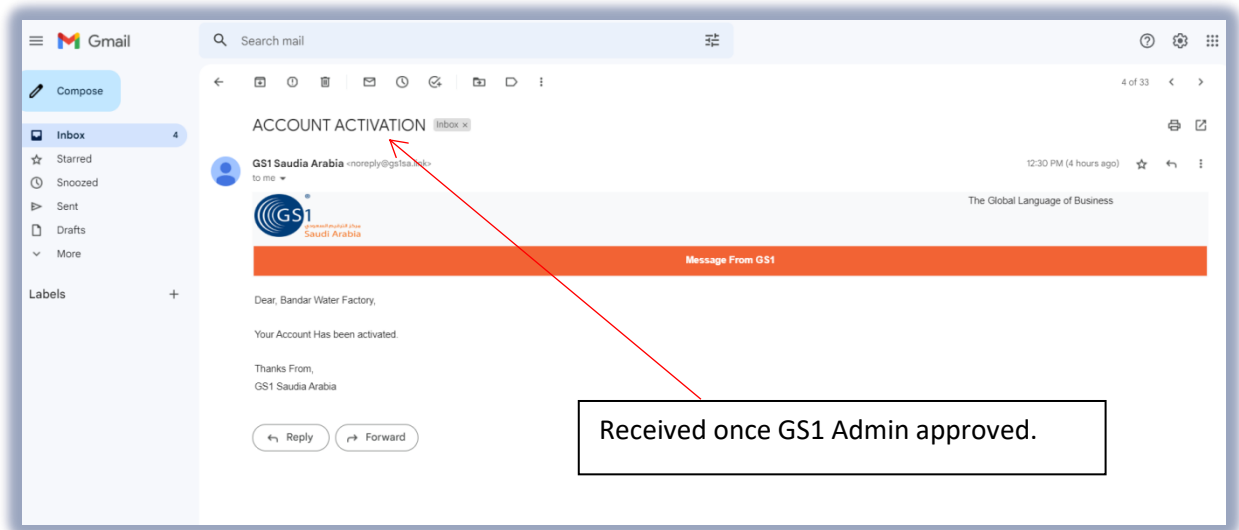 Gmail
Search mail
Compose
4 of 33
Inbox 4
Starred
Snoozed
Sent
Drafts
More
Labels
ACCOUNT ACTIVATION Inbox ×
GS1 Saudia Arabia <noreply@gs1sa.link>
12:30 PM (4 hours ago)
to me
GS1
Saudi Arabia
The Global Language of Business
Message From GS1
Dear, Bandar Water Factory,
Your Account Has been activated.
Thanks From,
GS1 Saudia Arabia
Reply
Forward
Received once GS1 Admin approved.